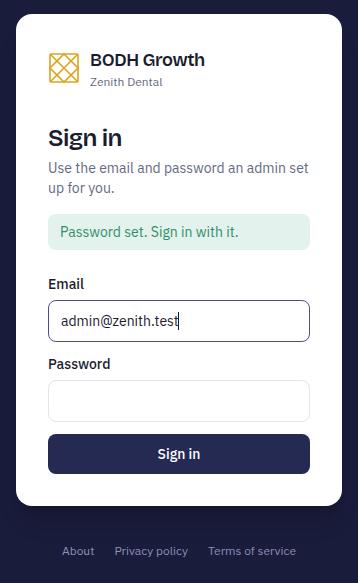 BODH Growth
Zenith Dental
Sign in
Use the email and password an admin set
up for you.
Password set. Sign in with it.
Email
admin@zenith.test
Password
Sign in
About Privacy policy Terms of service